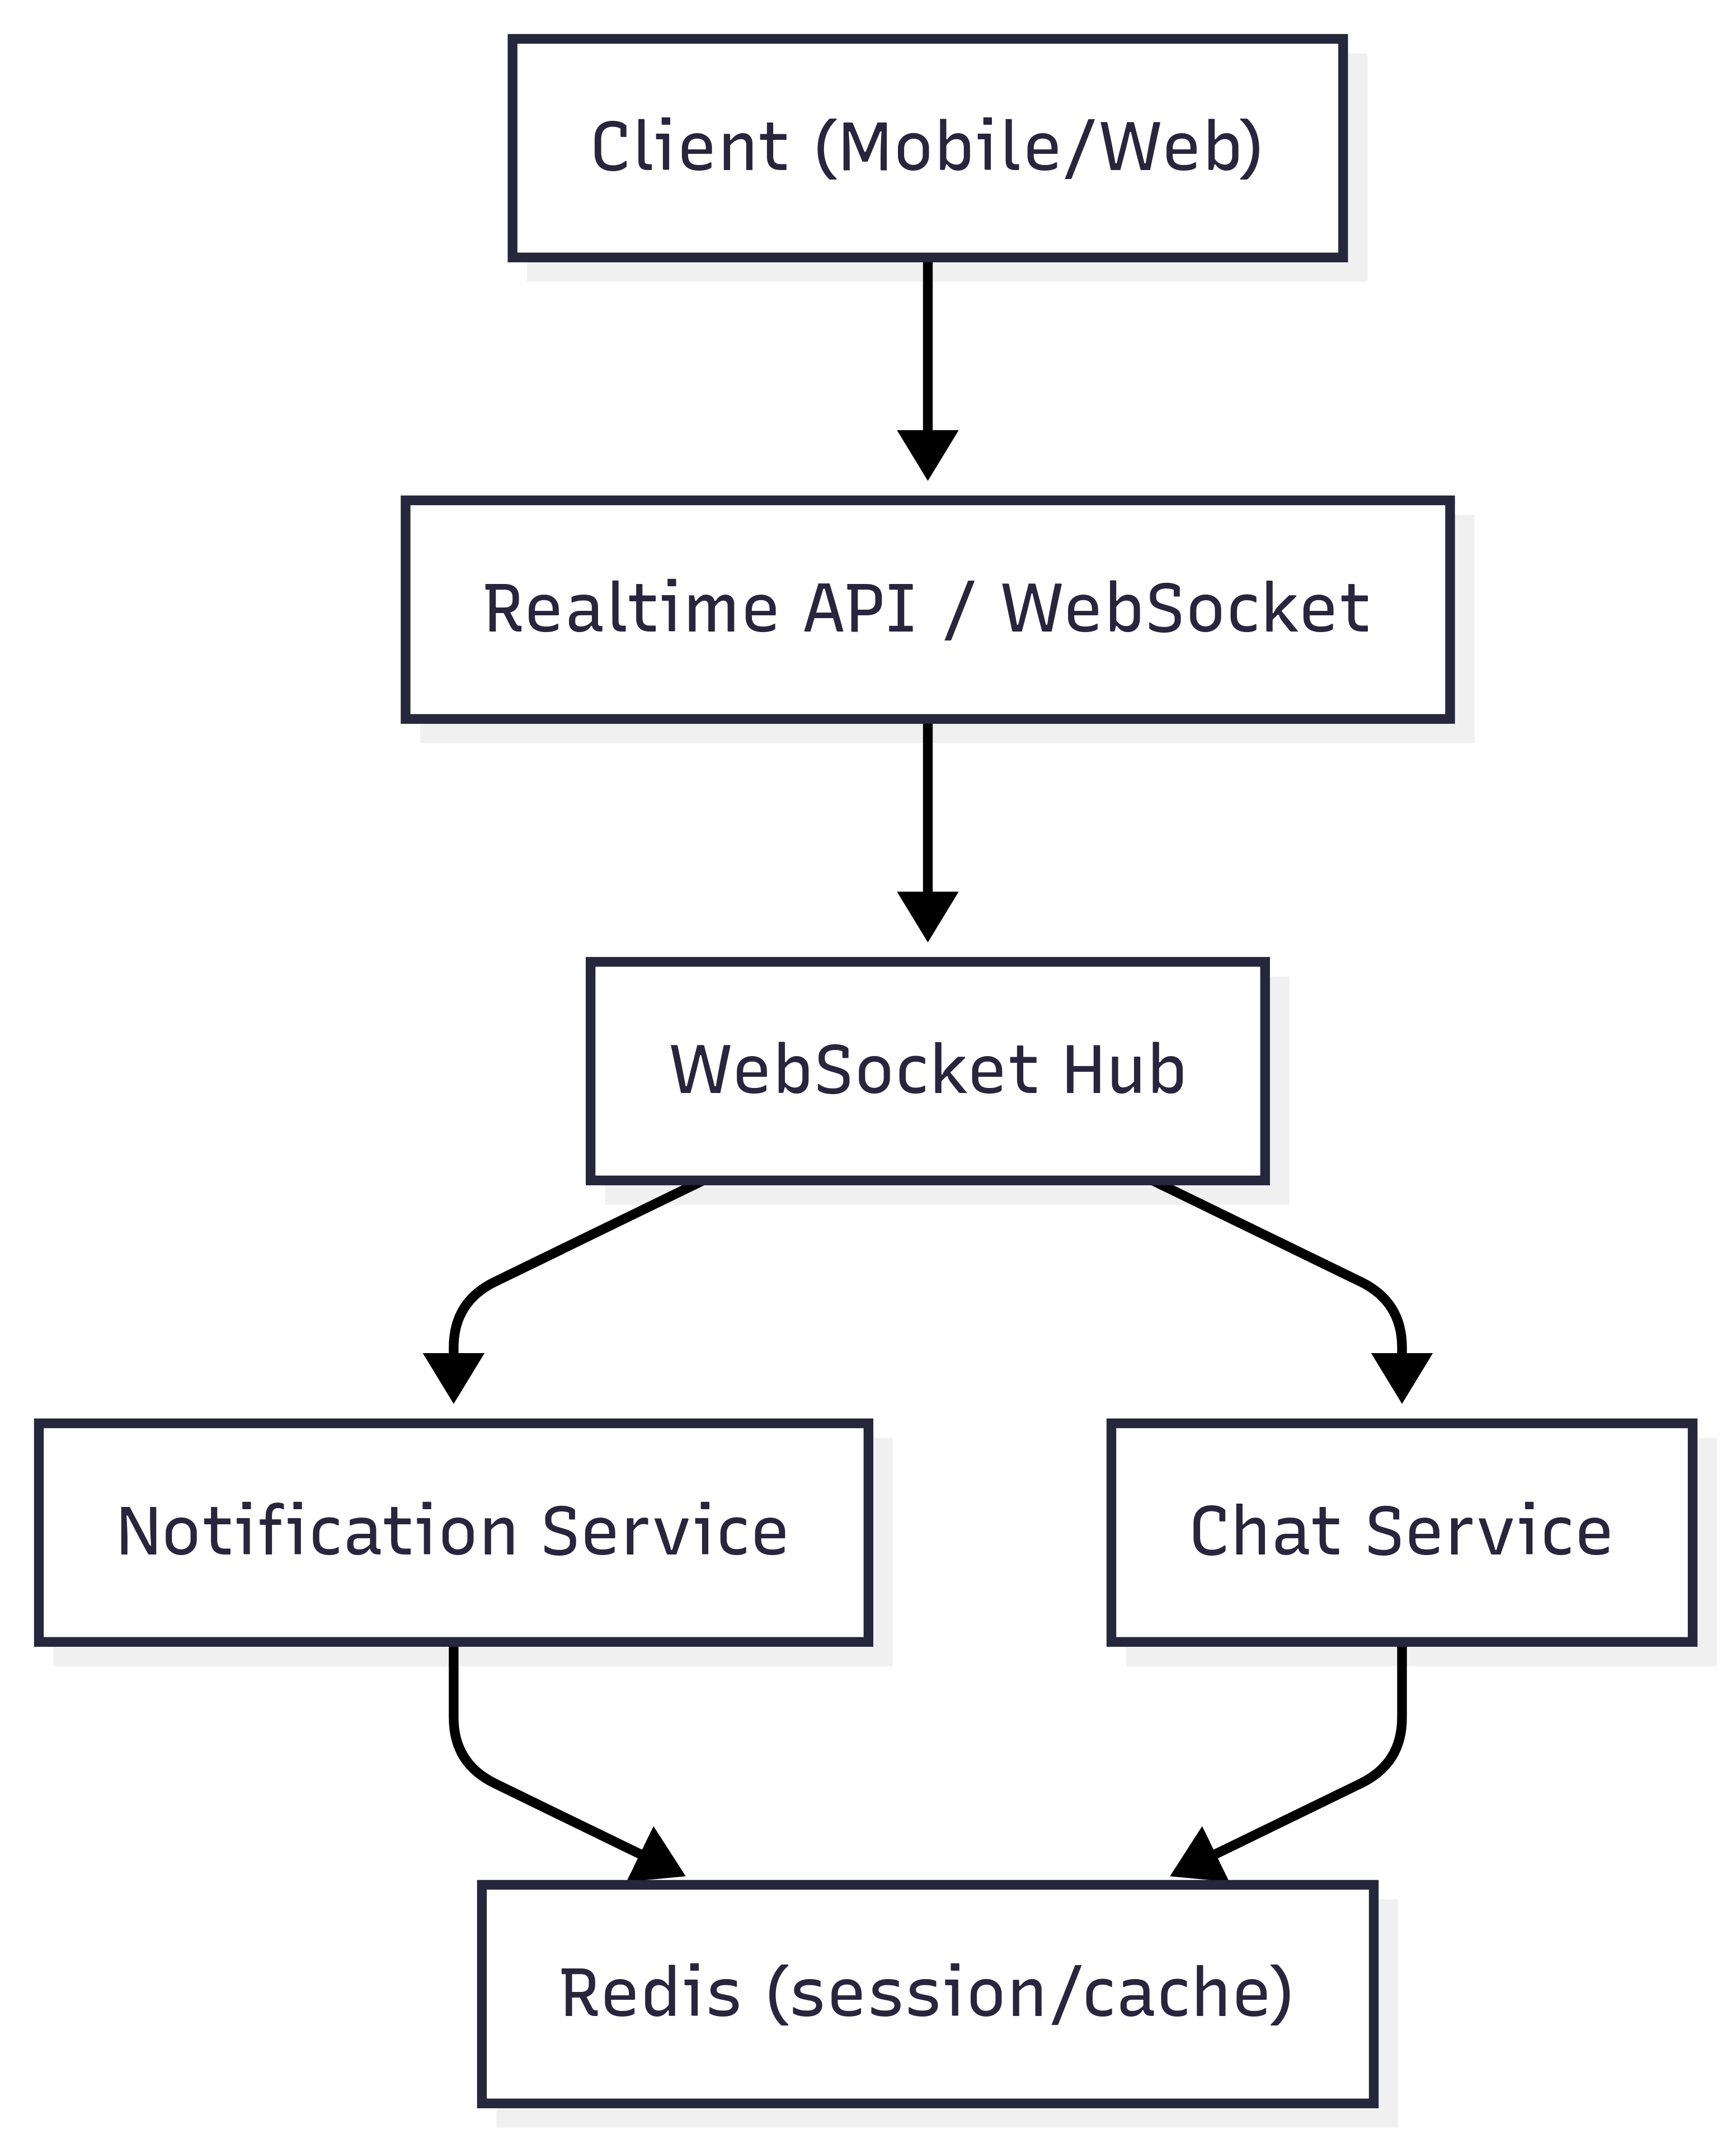 Client (Mobile/Web)
Realtime API / WebSocket
WebSocket Hub
Notification Service
Chat Service
Redis (session/cache)